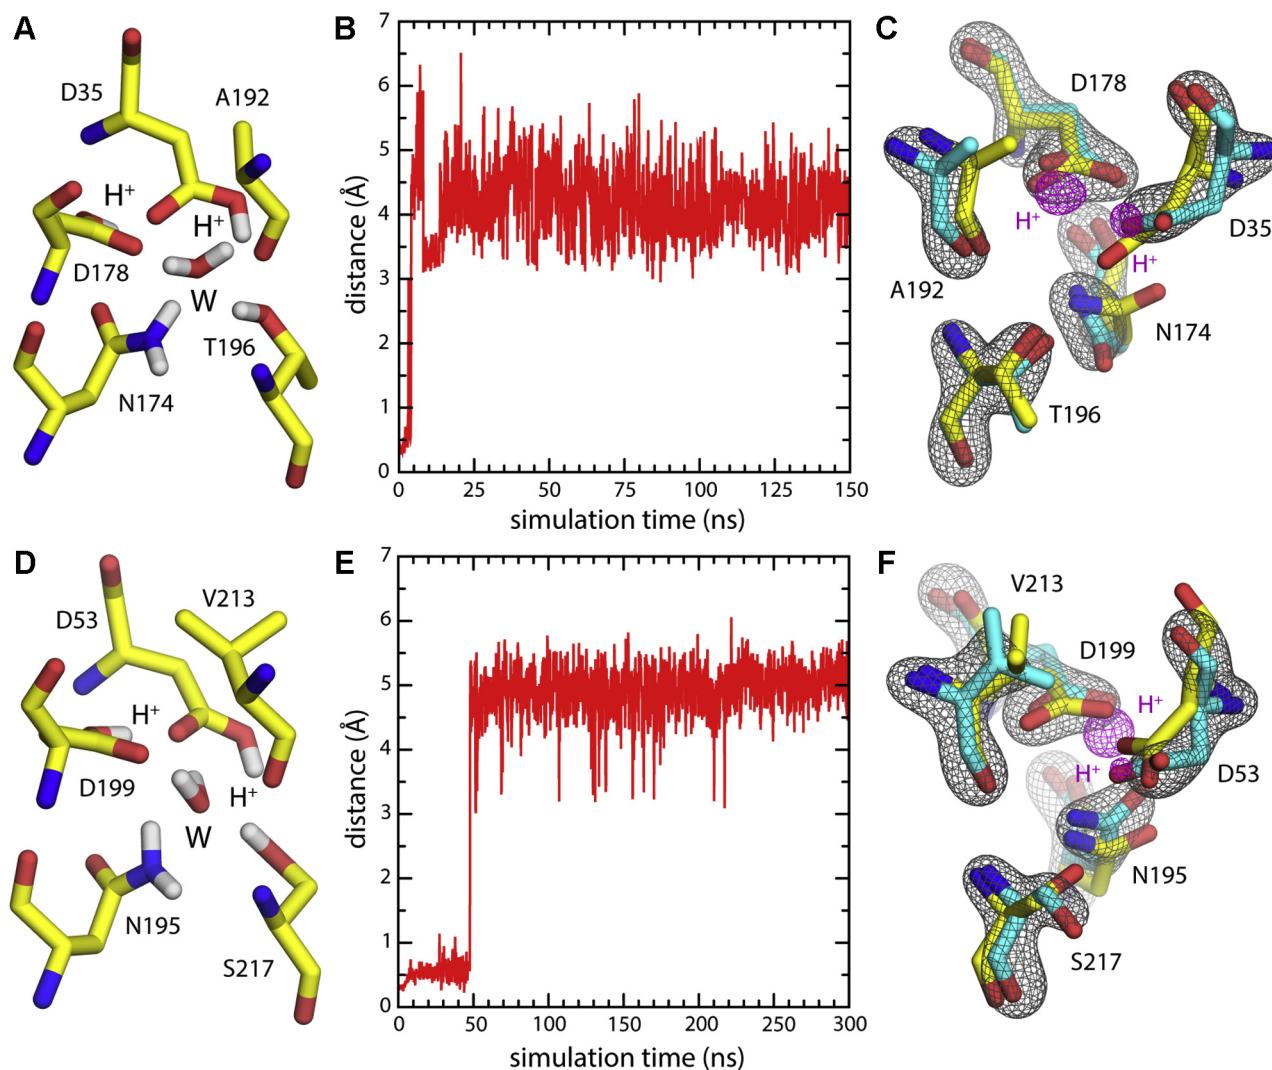 A
D35
A192
H⁺
H⁺
D178
W
T196
N174
B
7
6
5
4
3
2
1
0
distance (Å)
0 25 50 75 100 125 150
simulation time (ns)
C
D178
H⁺
D35
H⁺
A192
N174
T196
D
V213
D53
H⁺
D199
H⁺
W
N195
S217
E
7
6
5
4
3
2
1
0
distance (Å)
0 50 100 150 200 250 300
simulation time (ns)
F
V213
D199
H⁺
H⁺
D53
N195
S217